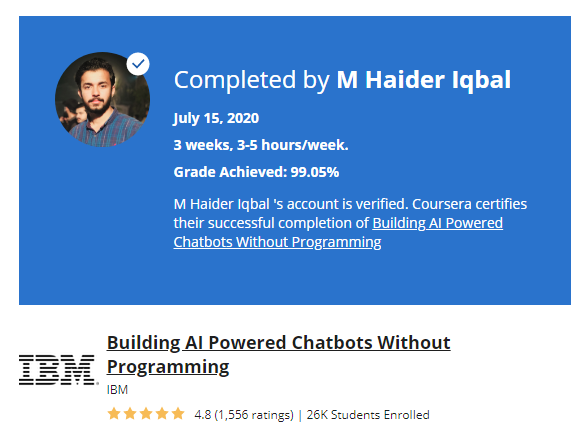 Completed by M Haider Iqbal
July 15, 2020
3 weeks, 3-5 hours/week.
Grade Achieved: 99.05%
M Haider Iqbal 's account is verified. Coursera certifies
their successful completion of Building AI Powered
Chatbots Without Programming
IBM
Building AI Powered Chatbots Without
Programming
IBM
4.8 (1,556 ratings) | 26K Students Enrolled